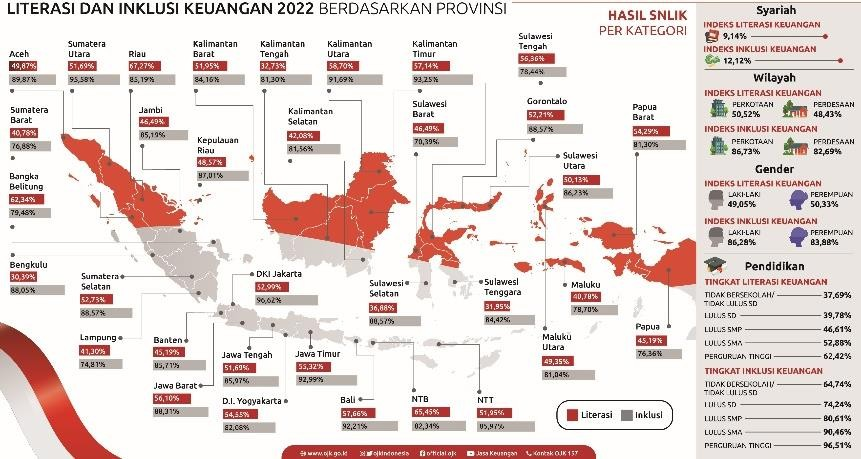 LITERASI DAN INKLUSI KEUANGAN 2022 BERDASARKAN PROVINSI
HASIL SNLIK
PER KATEGORI
Aceh
49,87%
89,87%
Sumatera
Utara
51,69%
95,58%
Riau
67,27%
85,19%
Kalimantan
Barat
51,95%
84,16%
Kalimantan
Tengah
32,73%
81,30%
Kalimantan
Utara
58,70%
91,69%
Kalimantan
Timur
57,14%
93,25%
Sulawesi
Tengah
56,36%
78,44%
Sumatera
Barat
40,78%
76,88%
Jambi
46,49%
85,19%
Kepulauan
Riau
48,57%
87,01%
Kalimantan
Selatan
42,08%
81,56%
Sulawesi
Barat
46,49%
70,39%
Gorontalo
52,21%
88,57%
Papua
Barat
54,29%
81,30%
Bangka
Belitung
62,34%
79,48%
Sulawesi
Utara
50,13%
86,23%
Bengkulu
30,39%
88,05%
Sumatera
Selatan
52,73%
88,57%
DKI Jakarta
52,99%
96,62%
Sulawesi
Selatan
36,88%
88,57%
Sulawesi
Tenggara
31,95%
84,42%
Maluku
40,78%
78,70%
Lampung
41,30%
74,81%
Banten
45,19%
85,71%
Jawa Tengah
51,69%
85,97%
Jawa Timur
55,32%
92,99%
Maluku
Utara
49,35%
81,04%
Papua
45,19%
76,36%
Jawa Barat
56,10%
88,31%
D.I. Yogyakarta
54,55%
82,08%
Bali
57,66%
92,21%
NTB
65,45%
82,34%
NTT
51,95%
85,97%
Literasi Inklusi
www.ojk.go.id @ojkindonesia official ojk Jasa Keuangan Kontak OJK 157
Syariah
INDEKS LITERASI KEUANGAN
9,14%
INDEKS INKLUSI KEUANGAN
12,12%
Wilayah
INDEKS LITERASI KEUANGAN
PERKOTAAN PERDESAAN
50,52% 48,43%
INDEKS INKLUSI KEUANGAN
PERKOTAAN PERDESAAN
86,73% 82,69%
Gender
INDEKS LITERASI KEUANGAN
LAKI-LAKI PEREMPUAN
49,05% 50,33%
INDEKS INKLUSI KEUANGAN
LAKI-LAKI PEREMPUAN
86,28% 83,88%
Pendidikan
TINGKAT LITERASI KEUANGAN
TIDAK BERSEKOLAH/ 37,69%
TIDAK LULUS SD
LULUS SD 39,78%
LULUS SMP 46,61%
LULUS SMA 52,88%
PERGURUAN TINGGI 62,42%
TINGKAT INKLUSI KEUANGAN
TIDAK BERSEKOLAH/ 64,74%
TIDAK LULUS SD
LULUS SD 74,24%
LULUS SMP 80,61%
LULUS SMA 90,46%
PERGURUAN TINGGI 96,51%